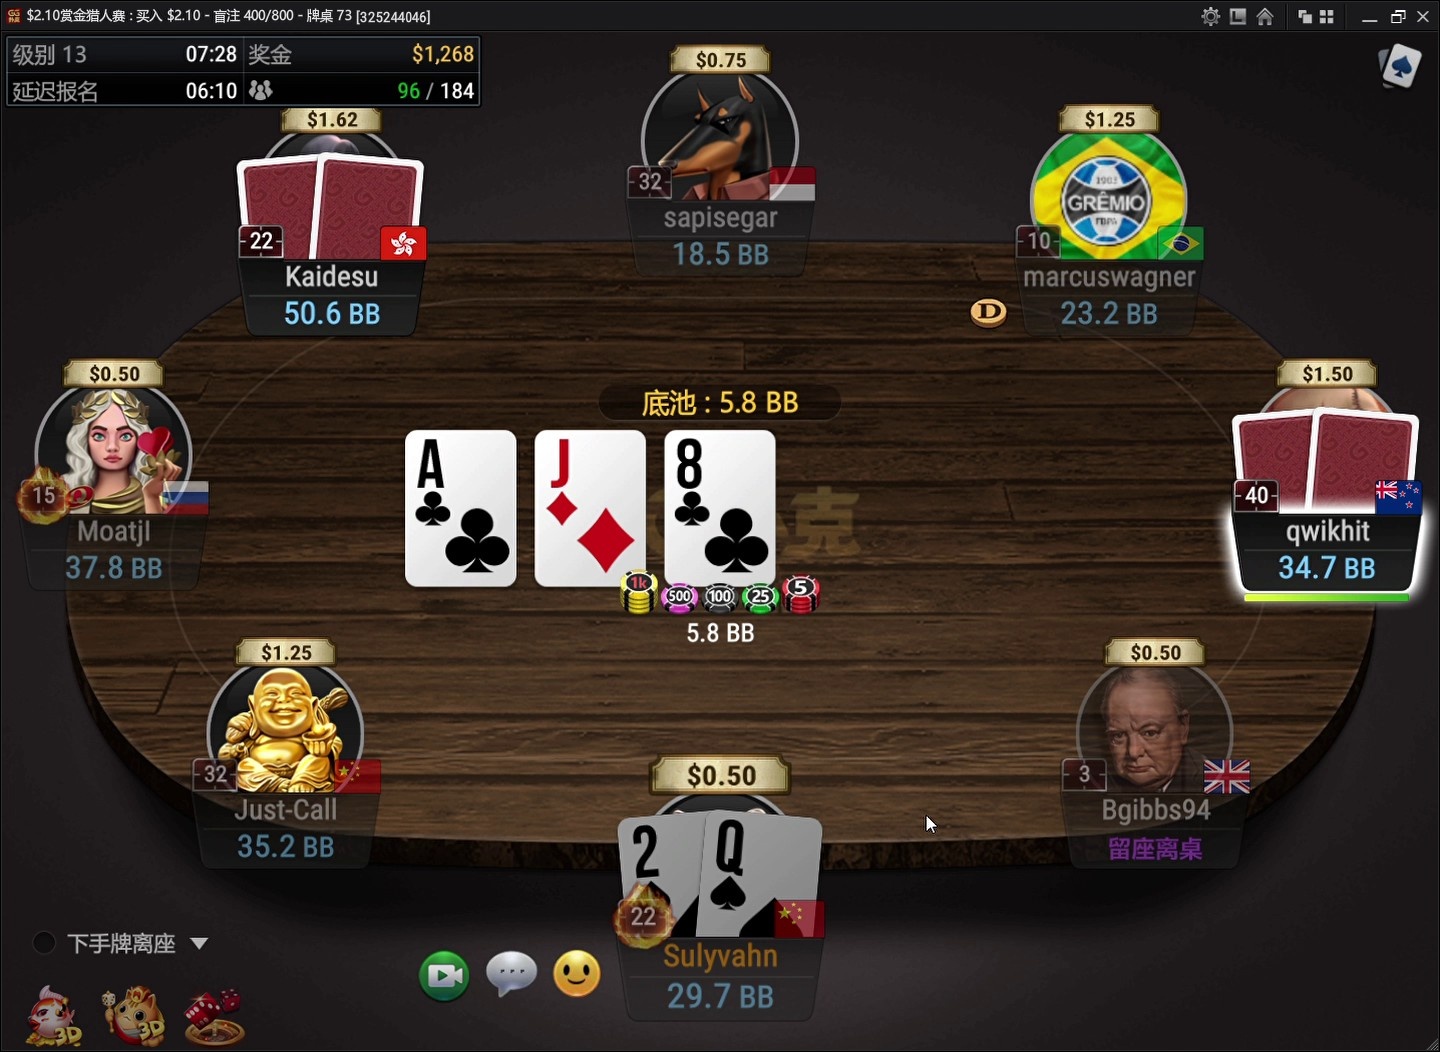 $2.10赏金猎人赛 : 买入 $2.10 - 盲注 400/800 - 牌桌 73 [325244046]
级别 13 07:28 奖金 $1,268
延迟报名 06:10 96 / 184
$0.75
32
sapisegar
18.5 BB
$1.62
22
Kaidesu
50.6 BB
$1.25
1903
GRÊMIO
FBPA
10
marcuswagner
23.2 BB
D
$0.50
15
Moatjl
37.8 BB
$1.50
40
qwikhit
34.7 BB
底池 : 5.8 BB
A J 8
克
1k 500 100 25 5
5.8 BB
$1.25
32
Just-Call
35.2 BB
$0.50
3
Bgibbs94
留座离桌
$0.50
2 Q
22
Sulyvahn
29.7 BB
下手牌离座
3D 3D